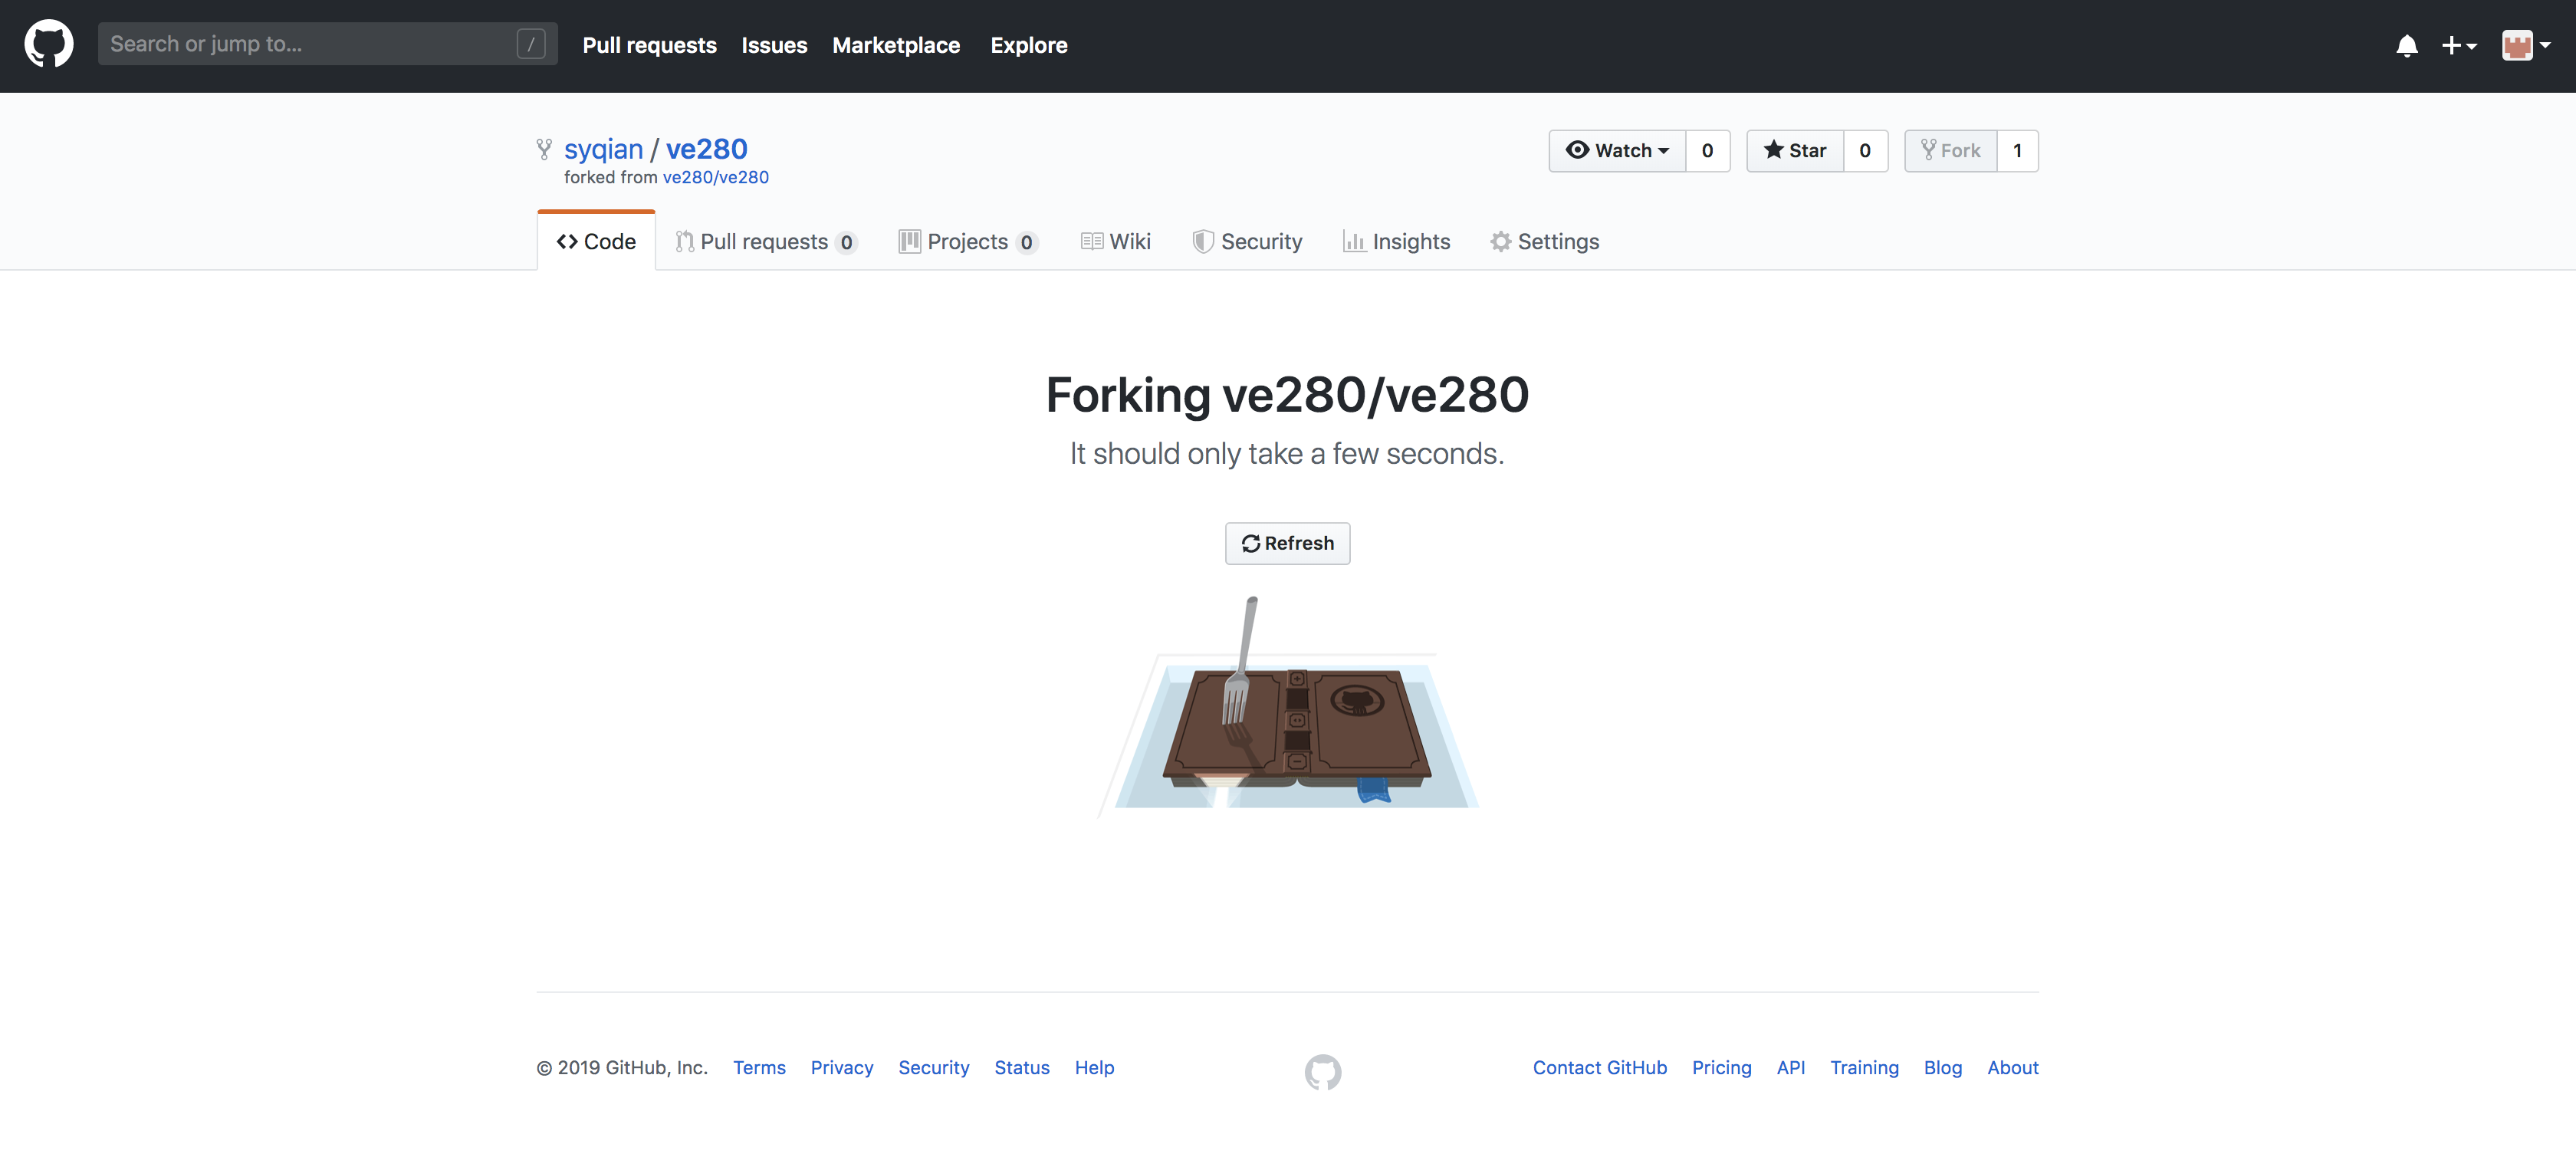 Search or jump to... / Pull requests Issues Marketplace Explore
syqian / ve280 Watch 0 Star 0 Fork 1
forked from ve280/ve280
Code Pull requests 0 Projects 0 Wiki Security Insights Settings
Forking ve280/ve280
It should only take a few seconds.
Refresh
© 2019 GitHub, Inc. Terms Privacy Security Status Help Contact GitHub Pricing API Training Blog About